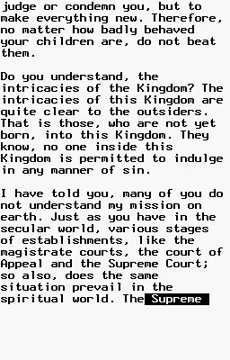 judge or condemn you, but to
make everything new. Therefore,
no matter how badly behaved
your children are, do not beat
them.

Do you understand, the
intricacies of the Kingdom? The
intricacies of this Kingdom are
quite clear to the outsiders.
That is those, who are not yet
born, into this Kingdom. They
know, no one inside this
Kingdom is permitted to indulge
in any manner of sin.

I have told you, many of you do
not understand my mission on
earth. Just as you have in the
secular world, various stages
of establishments, like the
magistrate courts, the court of
Appeal and the Supreme Court;
so also, does the same
situation prevail in the
spiritual world. The Supreme